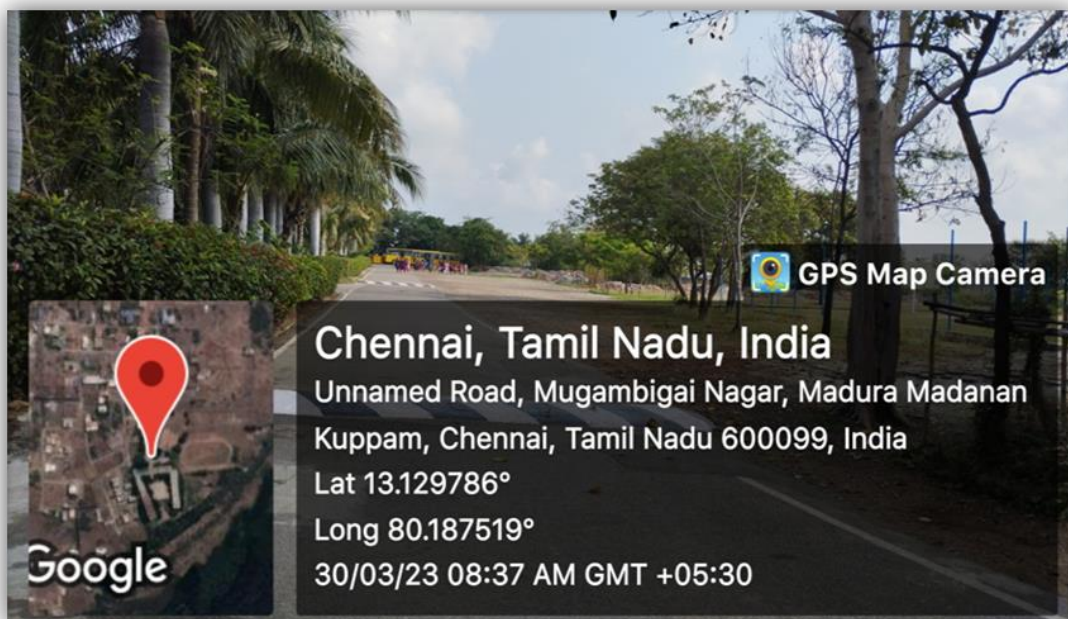 GPS Map Camera
Chennai, Tamil Nadu, India
Unnamed Road, Mugambigai Nagar, Madura Madanan
Kuppam, Chennai, Tamil Nadu 600099, India
Lat 13.129786°
Long 80.187519°
30/03/23 08:37 AM GMT +05:30
Google